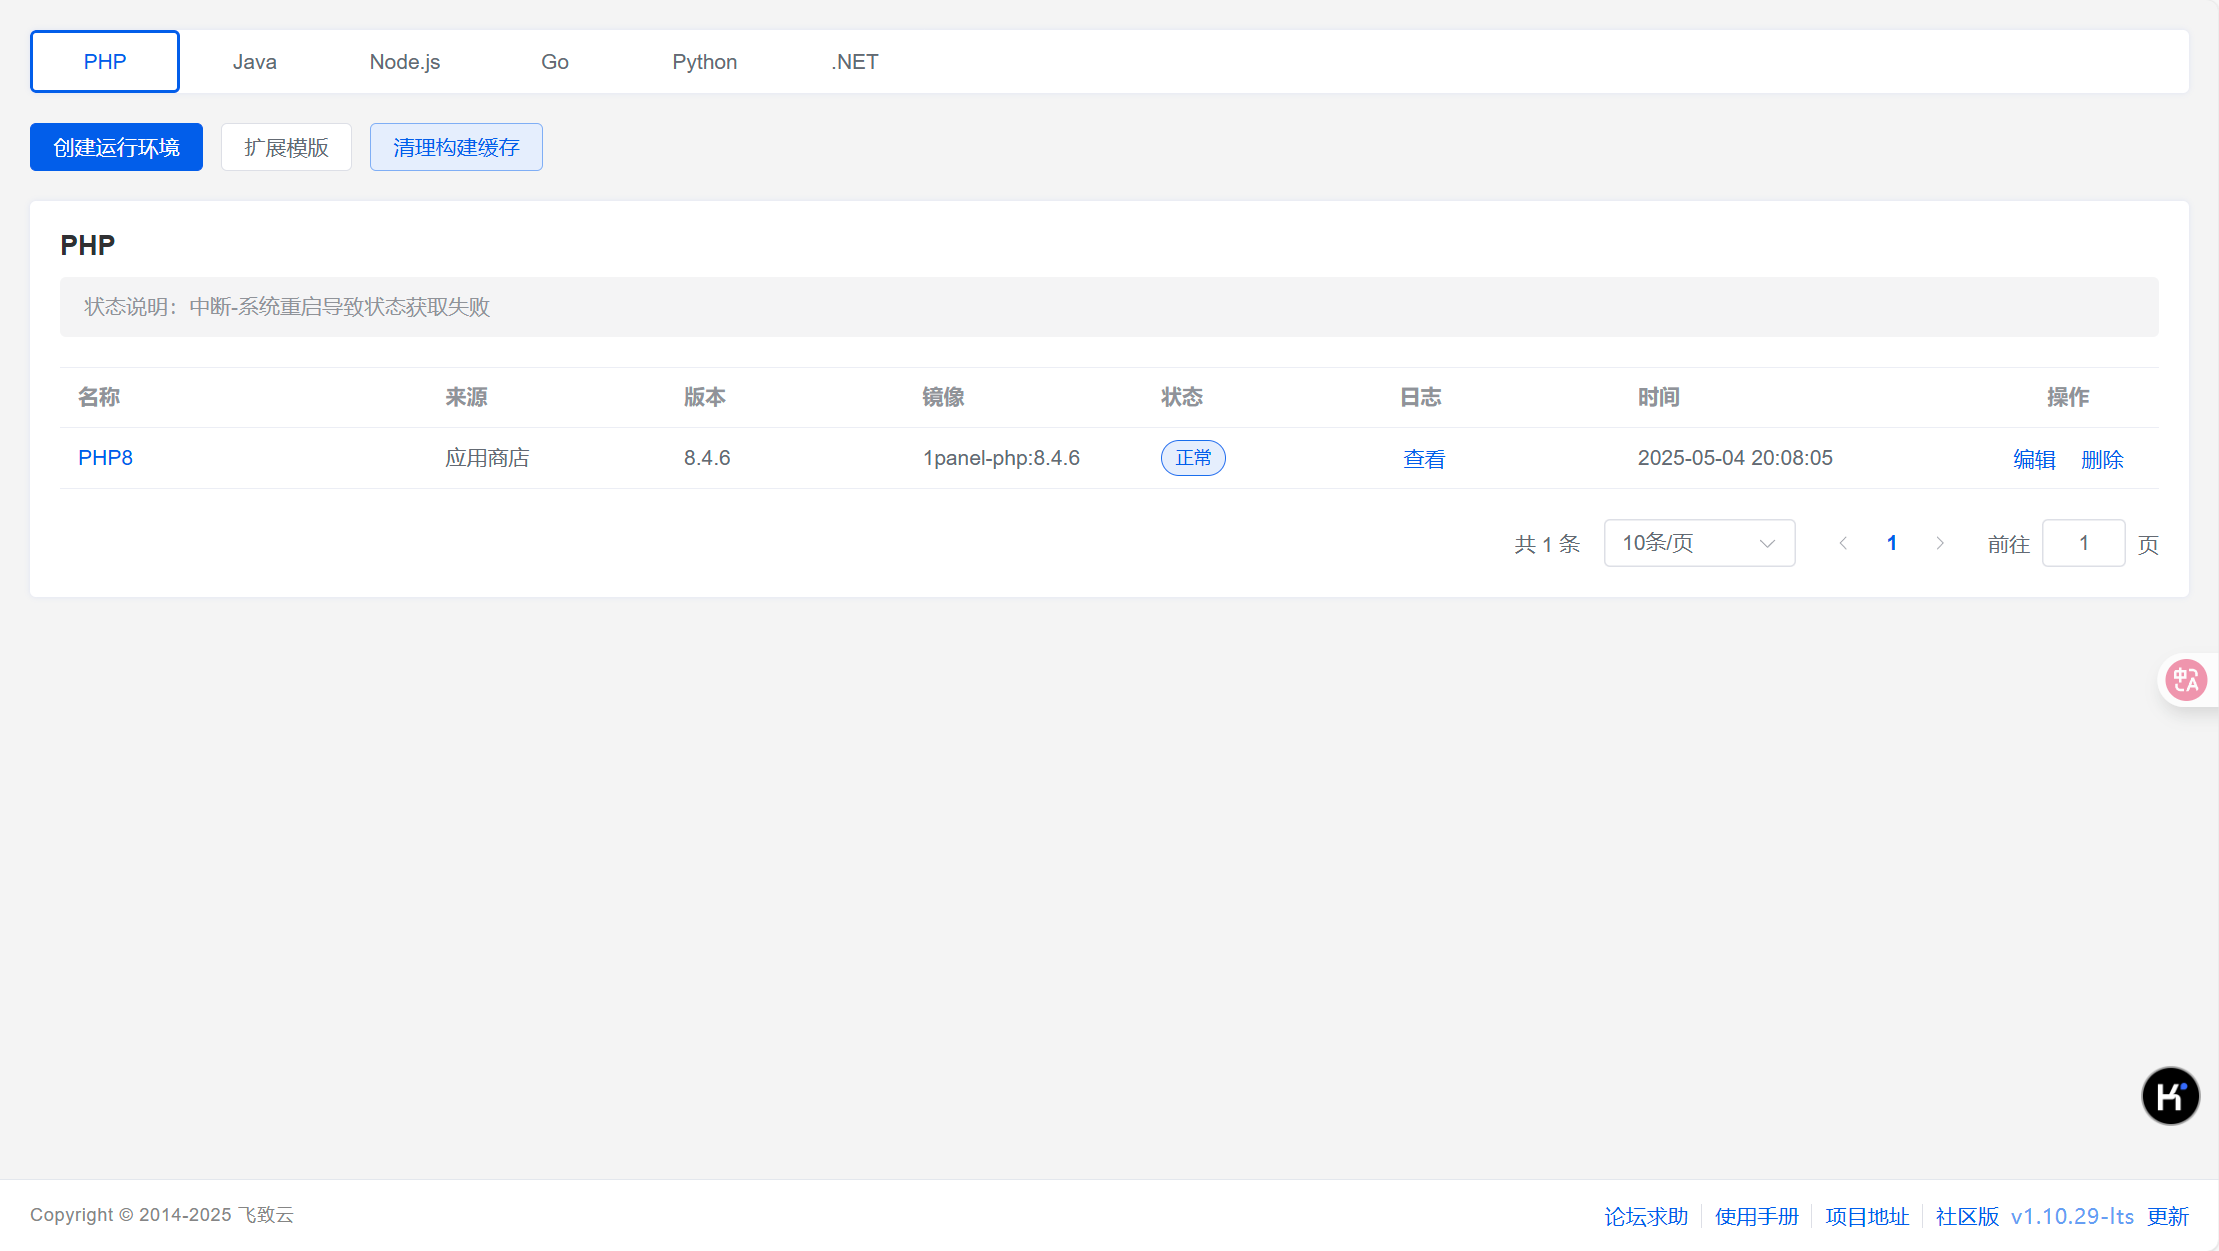 PHP Java Node.js Go Python .NET
创建运行环境 扩展模版 清理构建缓存
PHP
状态说明：中断-系统重启导致状态获取失败
名称 来源 版本 镜像 状态 日志 时间 操作
PHP8 应用商店 8.4.6 1panel-php:8.4.6 正常 查看 2025-05-04 20:08:05 编辑 删除
共 1 条 10条/页 1 前往 1 页
中 A
K
Copyright © 2014-2025 飞致云 论坛求助 使用手册 项目地址 社区版 v1.10.29-lts 更新